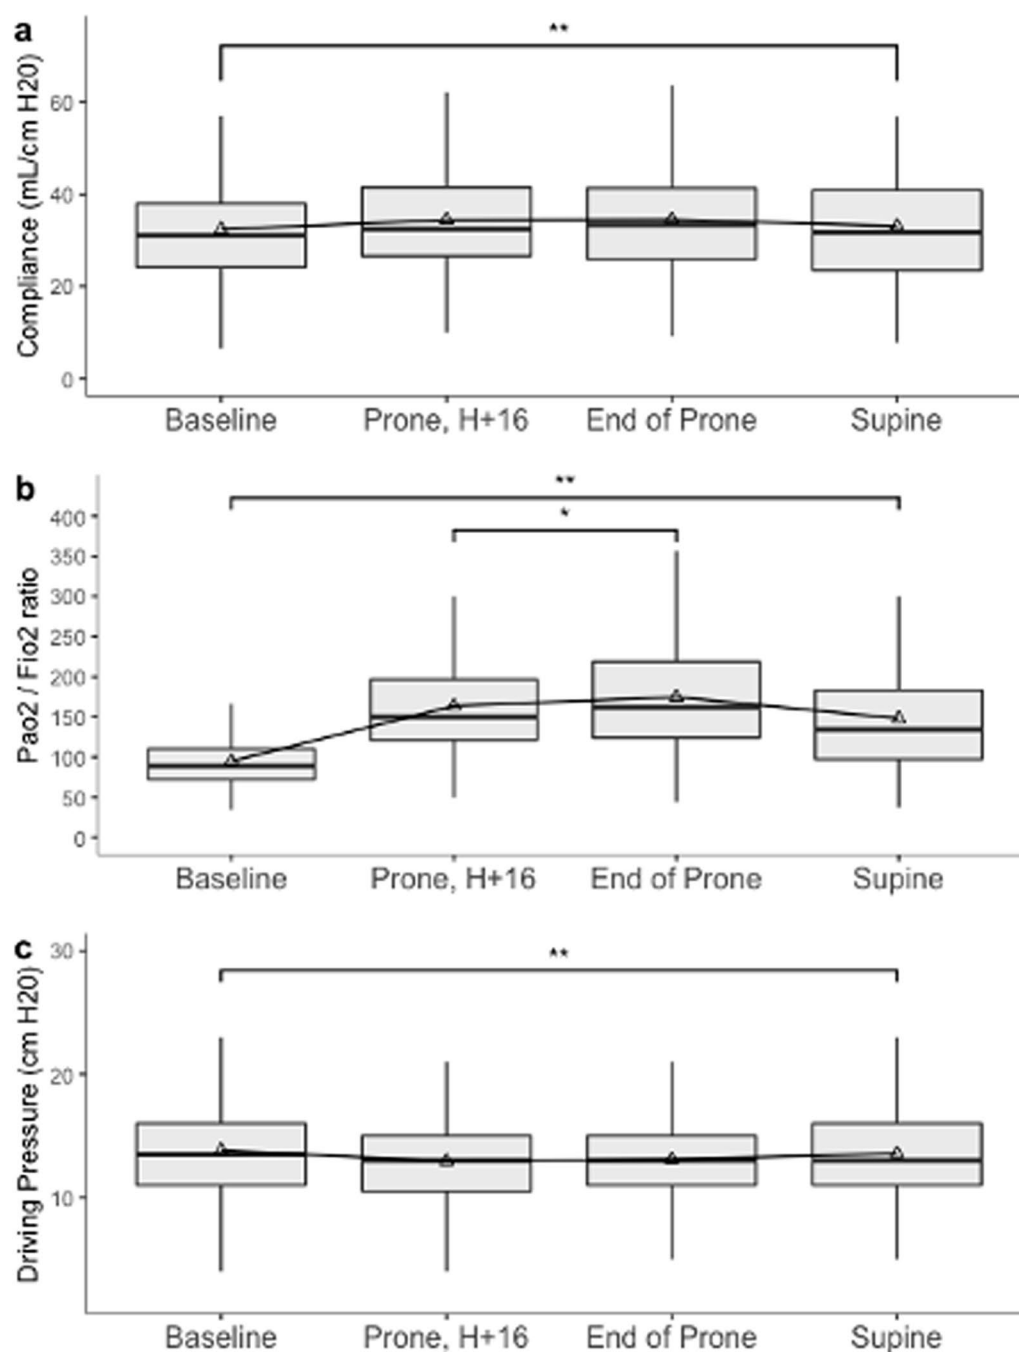 a
**
Compliance (mL/cm H20)
60
40
20
0
Baseline Prone, H+16 End of Prone Supine
b
**
*
Pao2 / Fio2 ratio
400
350
300
250
200
150
100
50
0
Baseline Prone, H+16 End of Prone Supine
c
**
Driving Pressure (cm H20)
30
20
10
Baseline Prone, H+16 End of Prone Supine